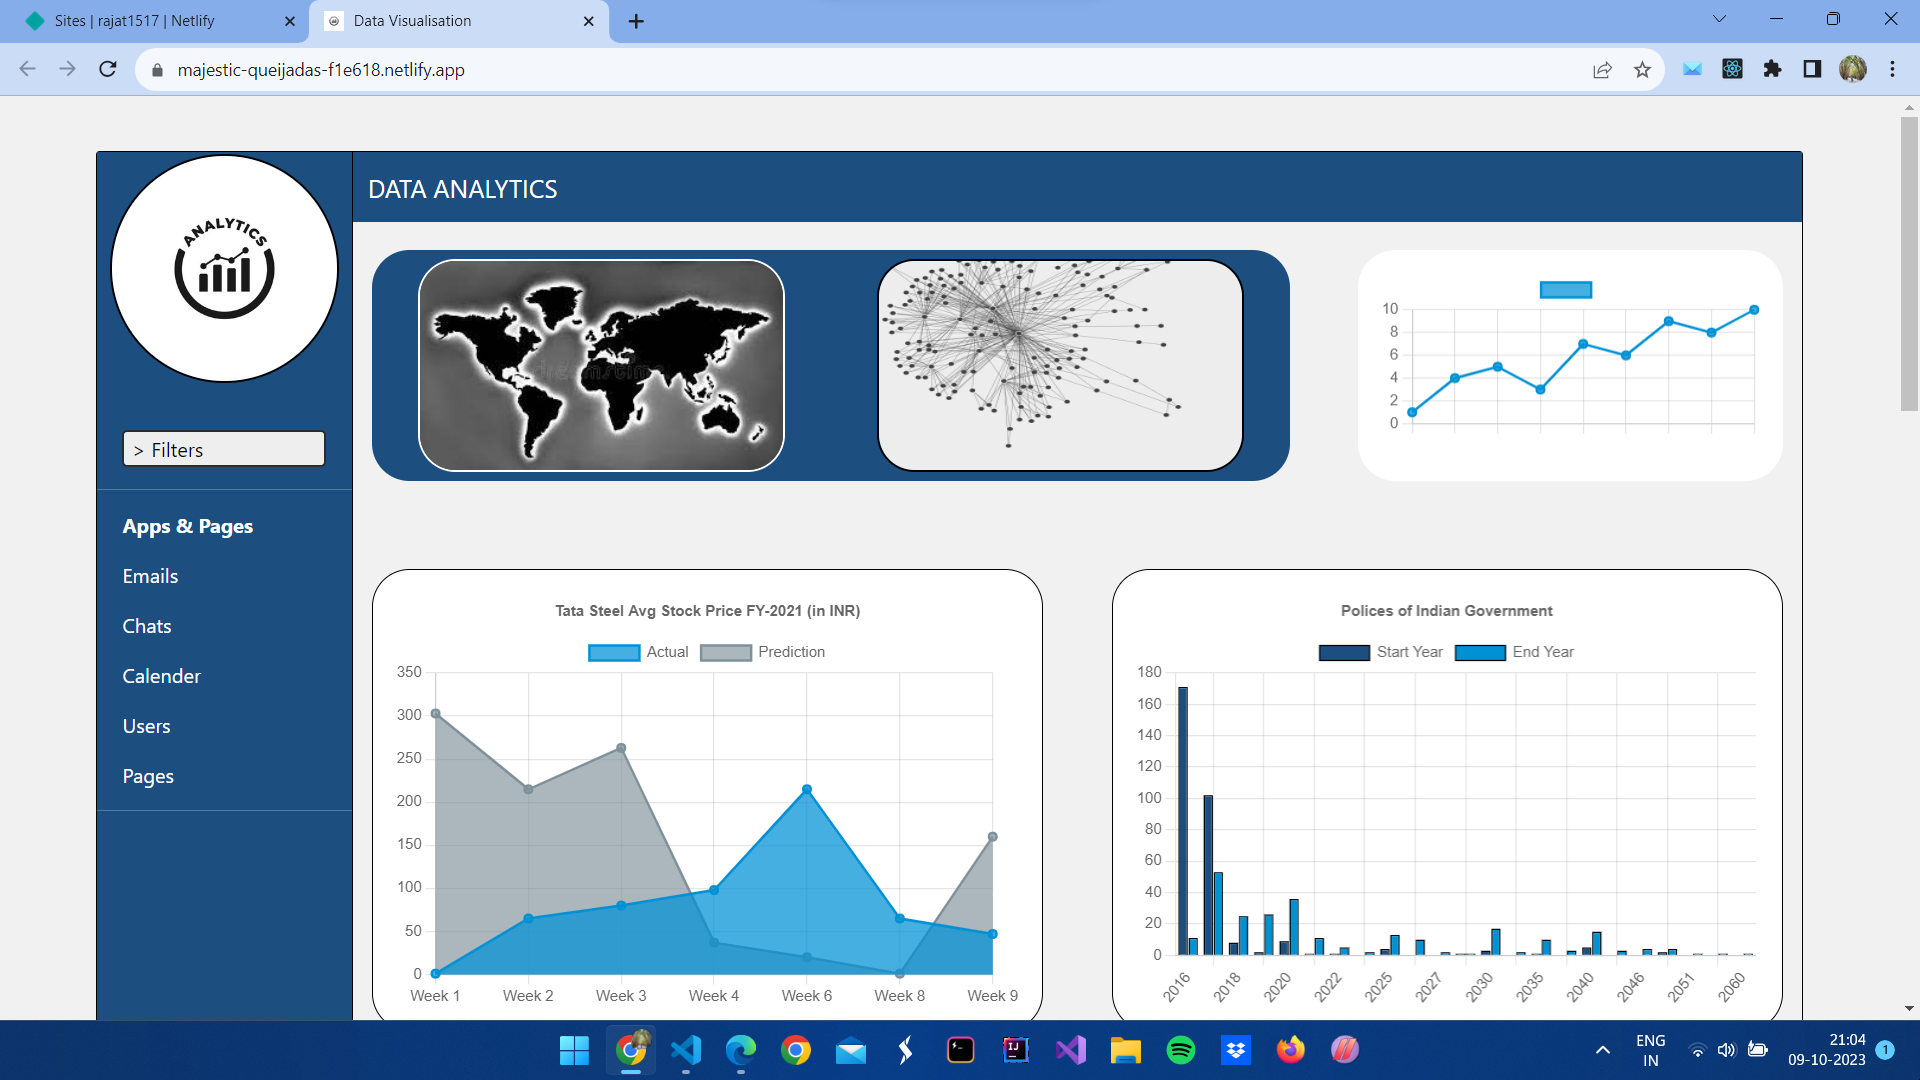 Sites | rajat1517 | Netlify
Data Visualisation
majestic-queijadas-f1e618.netlify.app
ANALYTICS
DATA ANALYTICS
> Filters
Apps & Pages
Emails
Chats
Calender
Users
Pages
dreamstime
10
8
6
4
2
0
Tata Steel Avg Stock Price FY-2021 (in INR)
Actual Prediction
350
300
250
200
150
100
50
0
Week 1 Week 2 Week 3 Week 4 Week 6 Week 8 Week 9
Polices of Indian Government
Start Year End Year
180
160
140
120
100
80
60
40
20
0
2016 2018 2020 2022 2025 2027 2030 2035 2040 2046 2051 2060
IJ
ENG
IN
21:04
09-10-2023
1